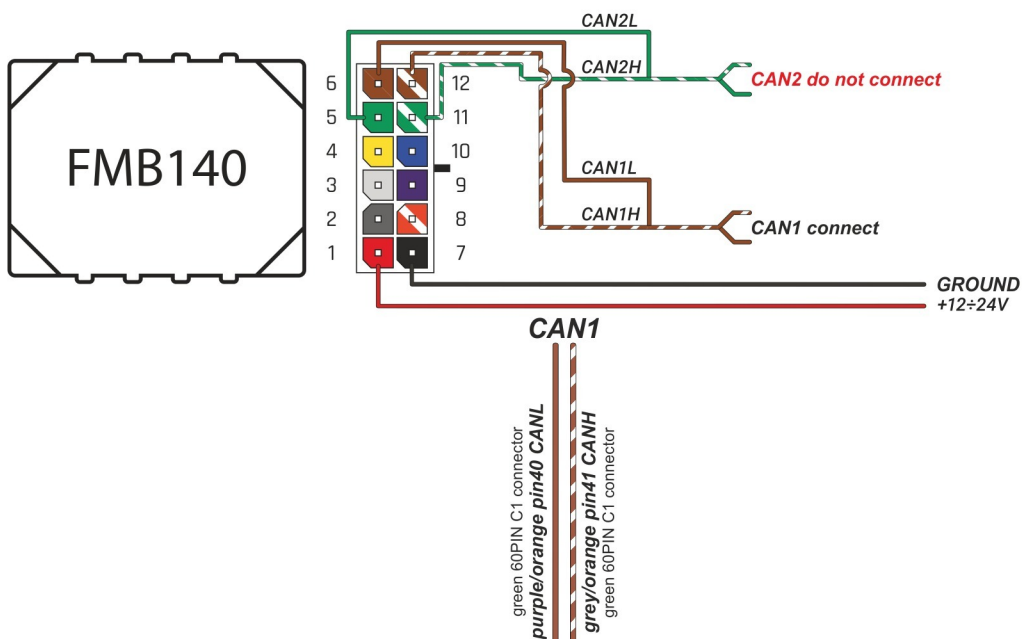 CAN2L
CAN2H
CAN2 do not connect
FMB140
6 12
5 11
4 10
3 9
2 8
1 7
CAN1L
CAN1H
CAN1 connect
GROUND
+12÷24V
CAN1
green 60PIN C1 connector
purple/orange pin40 CANL
grey/orange pin41 CANH
green 60PIN C1 connector